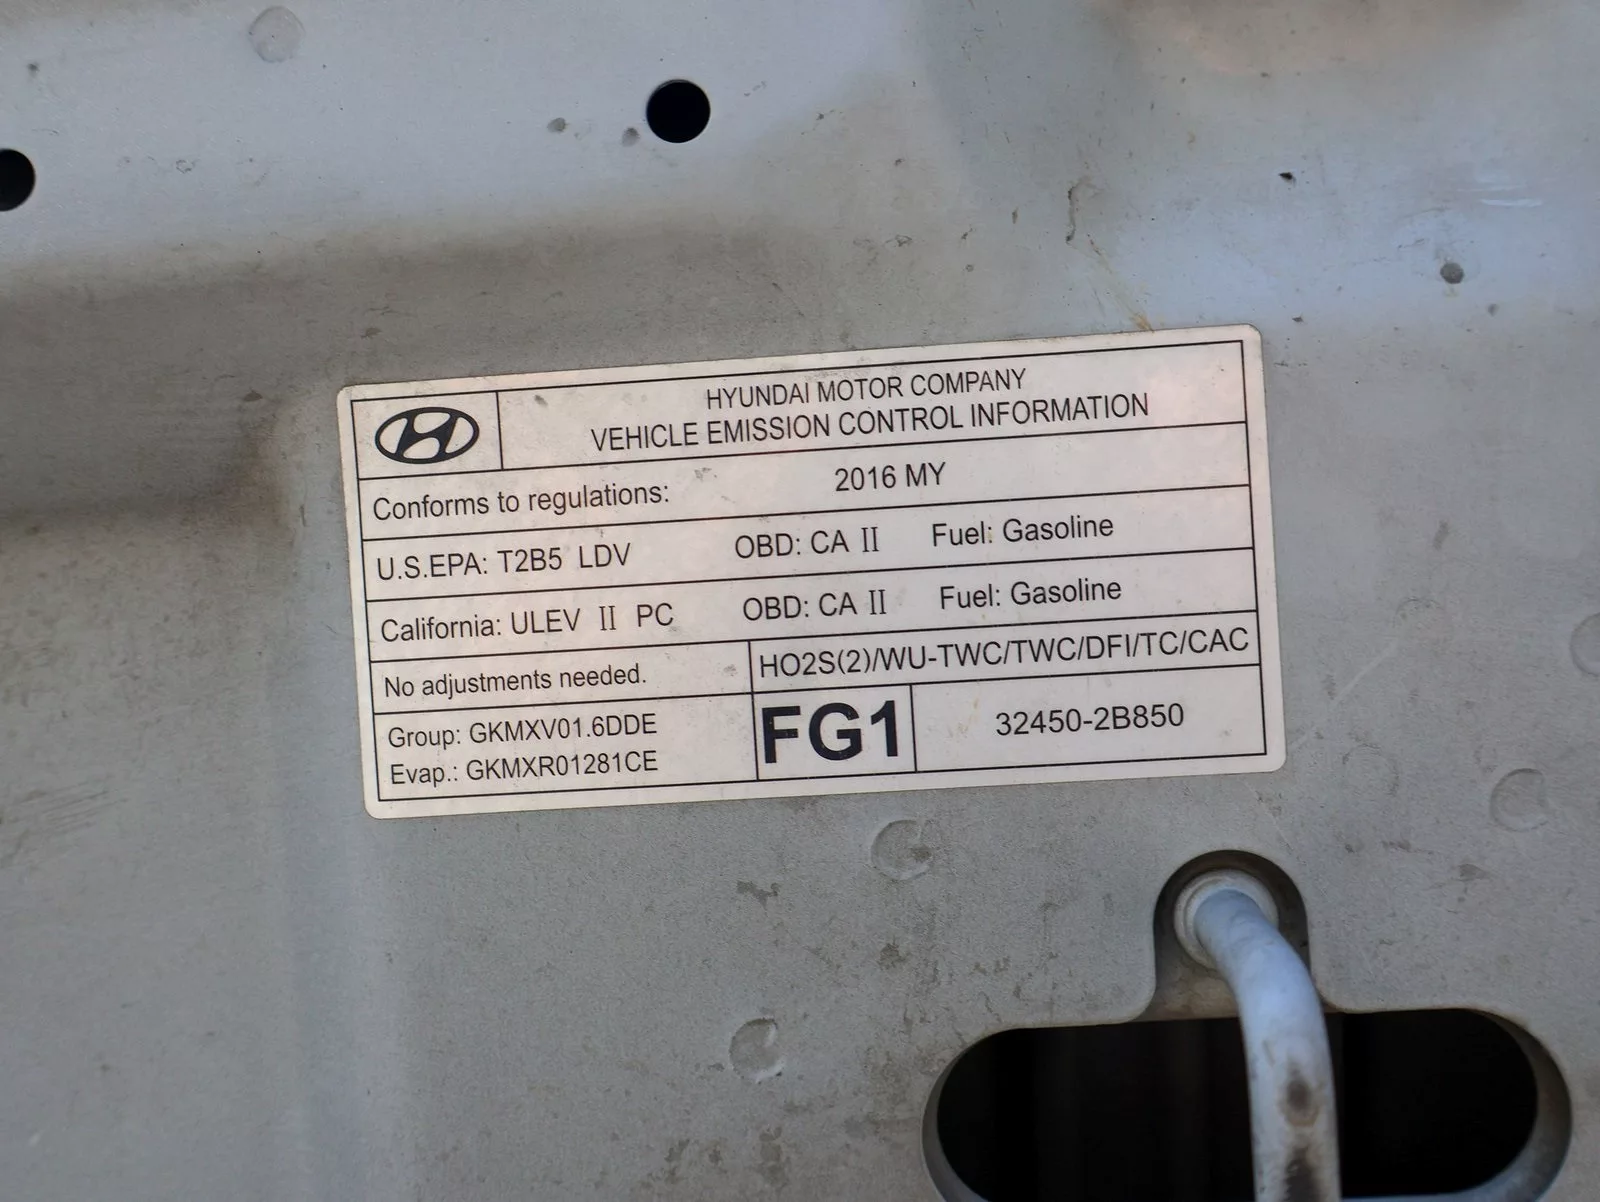 HYUNDAI MOTOR COMPANY
VEHICLE EMISSION CONTROL INFORMATION
Conforms to regulations: 2016 MY
U.S.EPA: T2B5 LDV OBD: CA II Fuel: Gasoline
California: ULEV II PC OBD: CA II Fuel: Gasoline
No adjustments needed.
HO2S(2)/WU-TWC/TWC/DFI/TC/CAC
Group: GKMXV01.6DDE
Evap.: GKMXR01281CE
FG1
32450-2B850